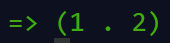 => (1 . 2)